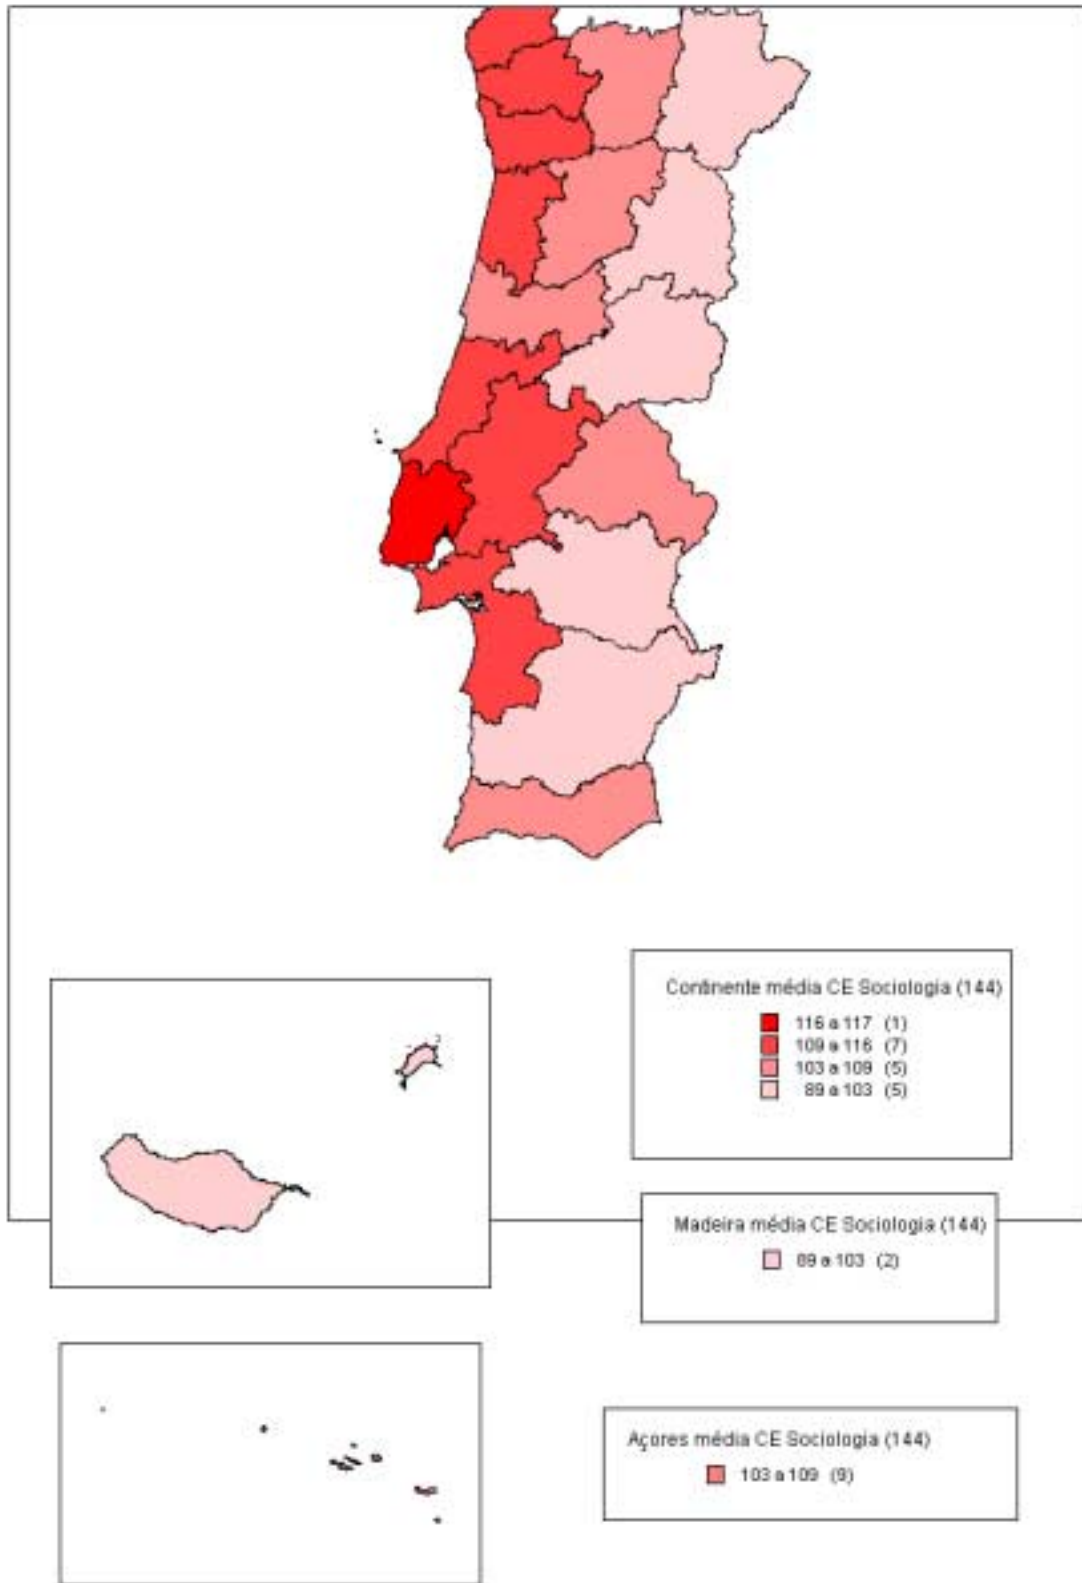 Continente média CE Sociologia (144)
116 a 117 (1)
109 a 116 (7)
103 a 109 (5)
89 a 103 (5)
Madeira média CE Sociologia (144)
89 a 103 (2)
Açores média CE Sociologia (144)
103 a 109 (9)